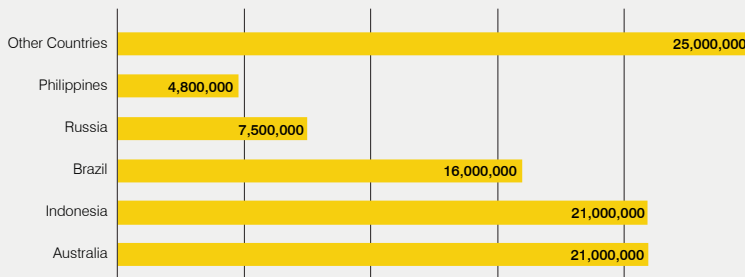 Other Countries 25,000,000
Philippines 4,800,000
Russia 7,500,000
Brazil 16,000,000
Indonesia 21,000,000
Australia 21,000,000